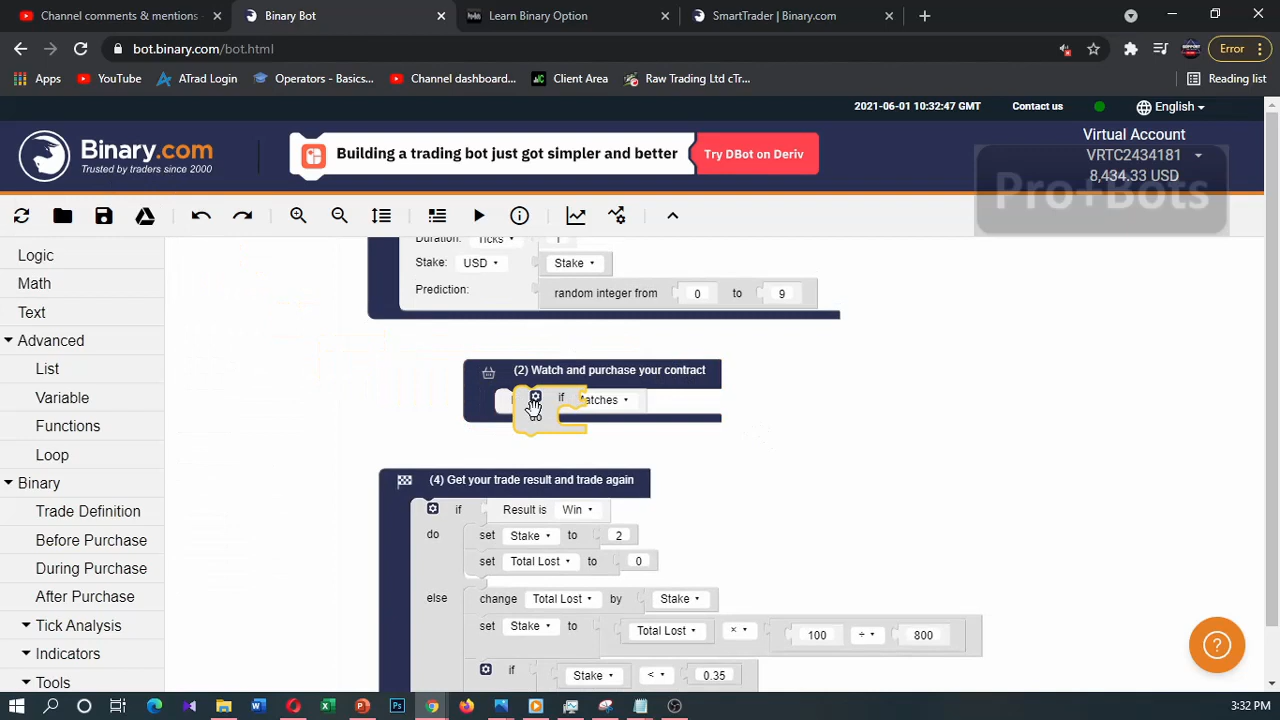 Channel comments & mentions
Binary Bot
Learn Binary Option
SmartTrader | Binary.com
bot.binary.com/bot.html
Error
Apps
YouTube
ATrad Login
Operators - Basics...
Channel dashboard...
Client Area
Raw Trading Ltd cTr...
Reading list
2021-06-01 10:32:47 GMT
Contact us
English
Binary.com
Trusted by traders since 2000
Building a trading bot just got simpler and better
Try DBot on Deriv
Virtual Account
VRTC2434181
8,434.33 USD
Pro+Bots
Logic
Math
Text
Advanced
List
Variable
Functions
Loop
Binary
Trade Definition
Before Purchase
During Purchase
After Purchase
Tick Analysis
Indicators
Tools
Duration: Ticks 1
Stake: USD Stake
Prediction: random integer from 0 to 9
(2) Watch and purchase your contract
if atches
do
(4) Get your trade result and trade again
if Result is Win
do set Stake to 2
set Total Lost to 0
else change Total Lost by Stake
set Stake to Total Lost × 100 ÷ 800
if Stake < 0.35
3:32 PM